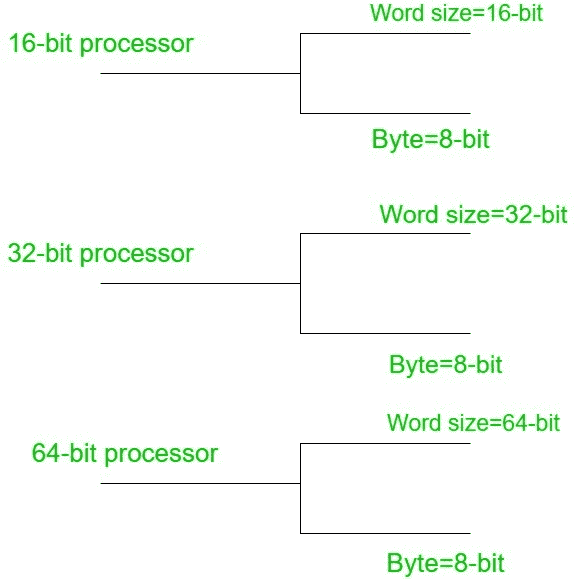 Word size=16-bit
16-bit processor
Byte=8-bit
Word size=32-bit
32-bit processor
Byte=8-bit
Word size=64-bit
64-bit processor
Byte=8-bit